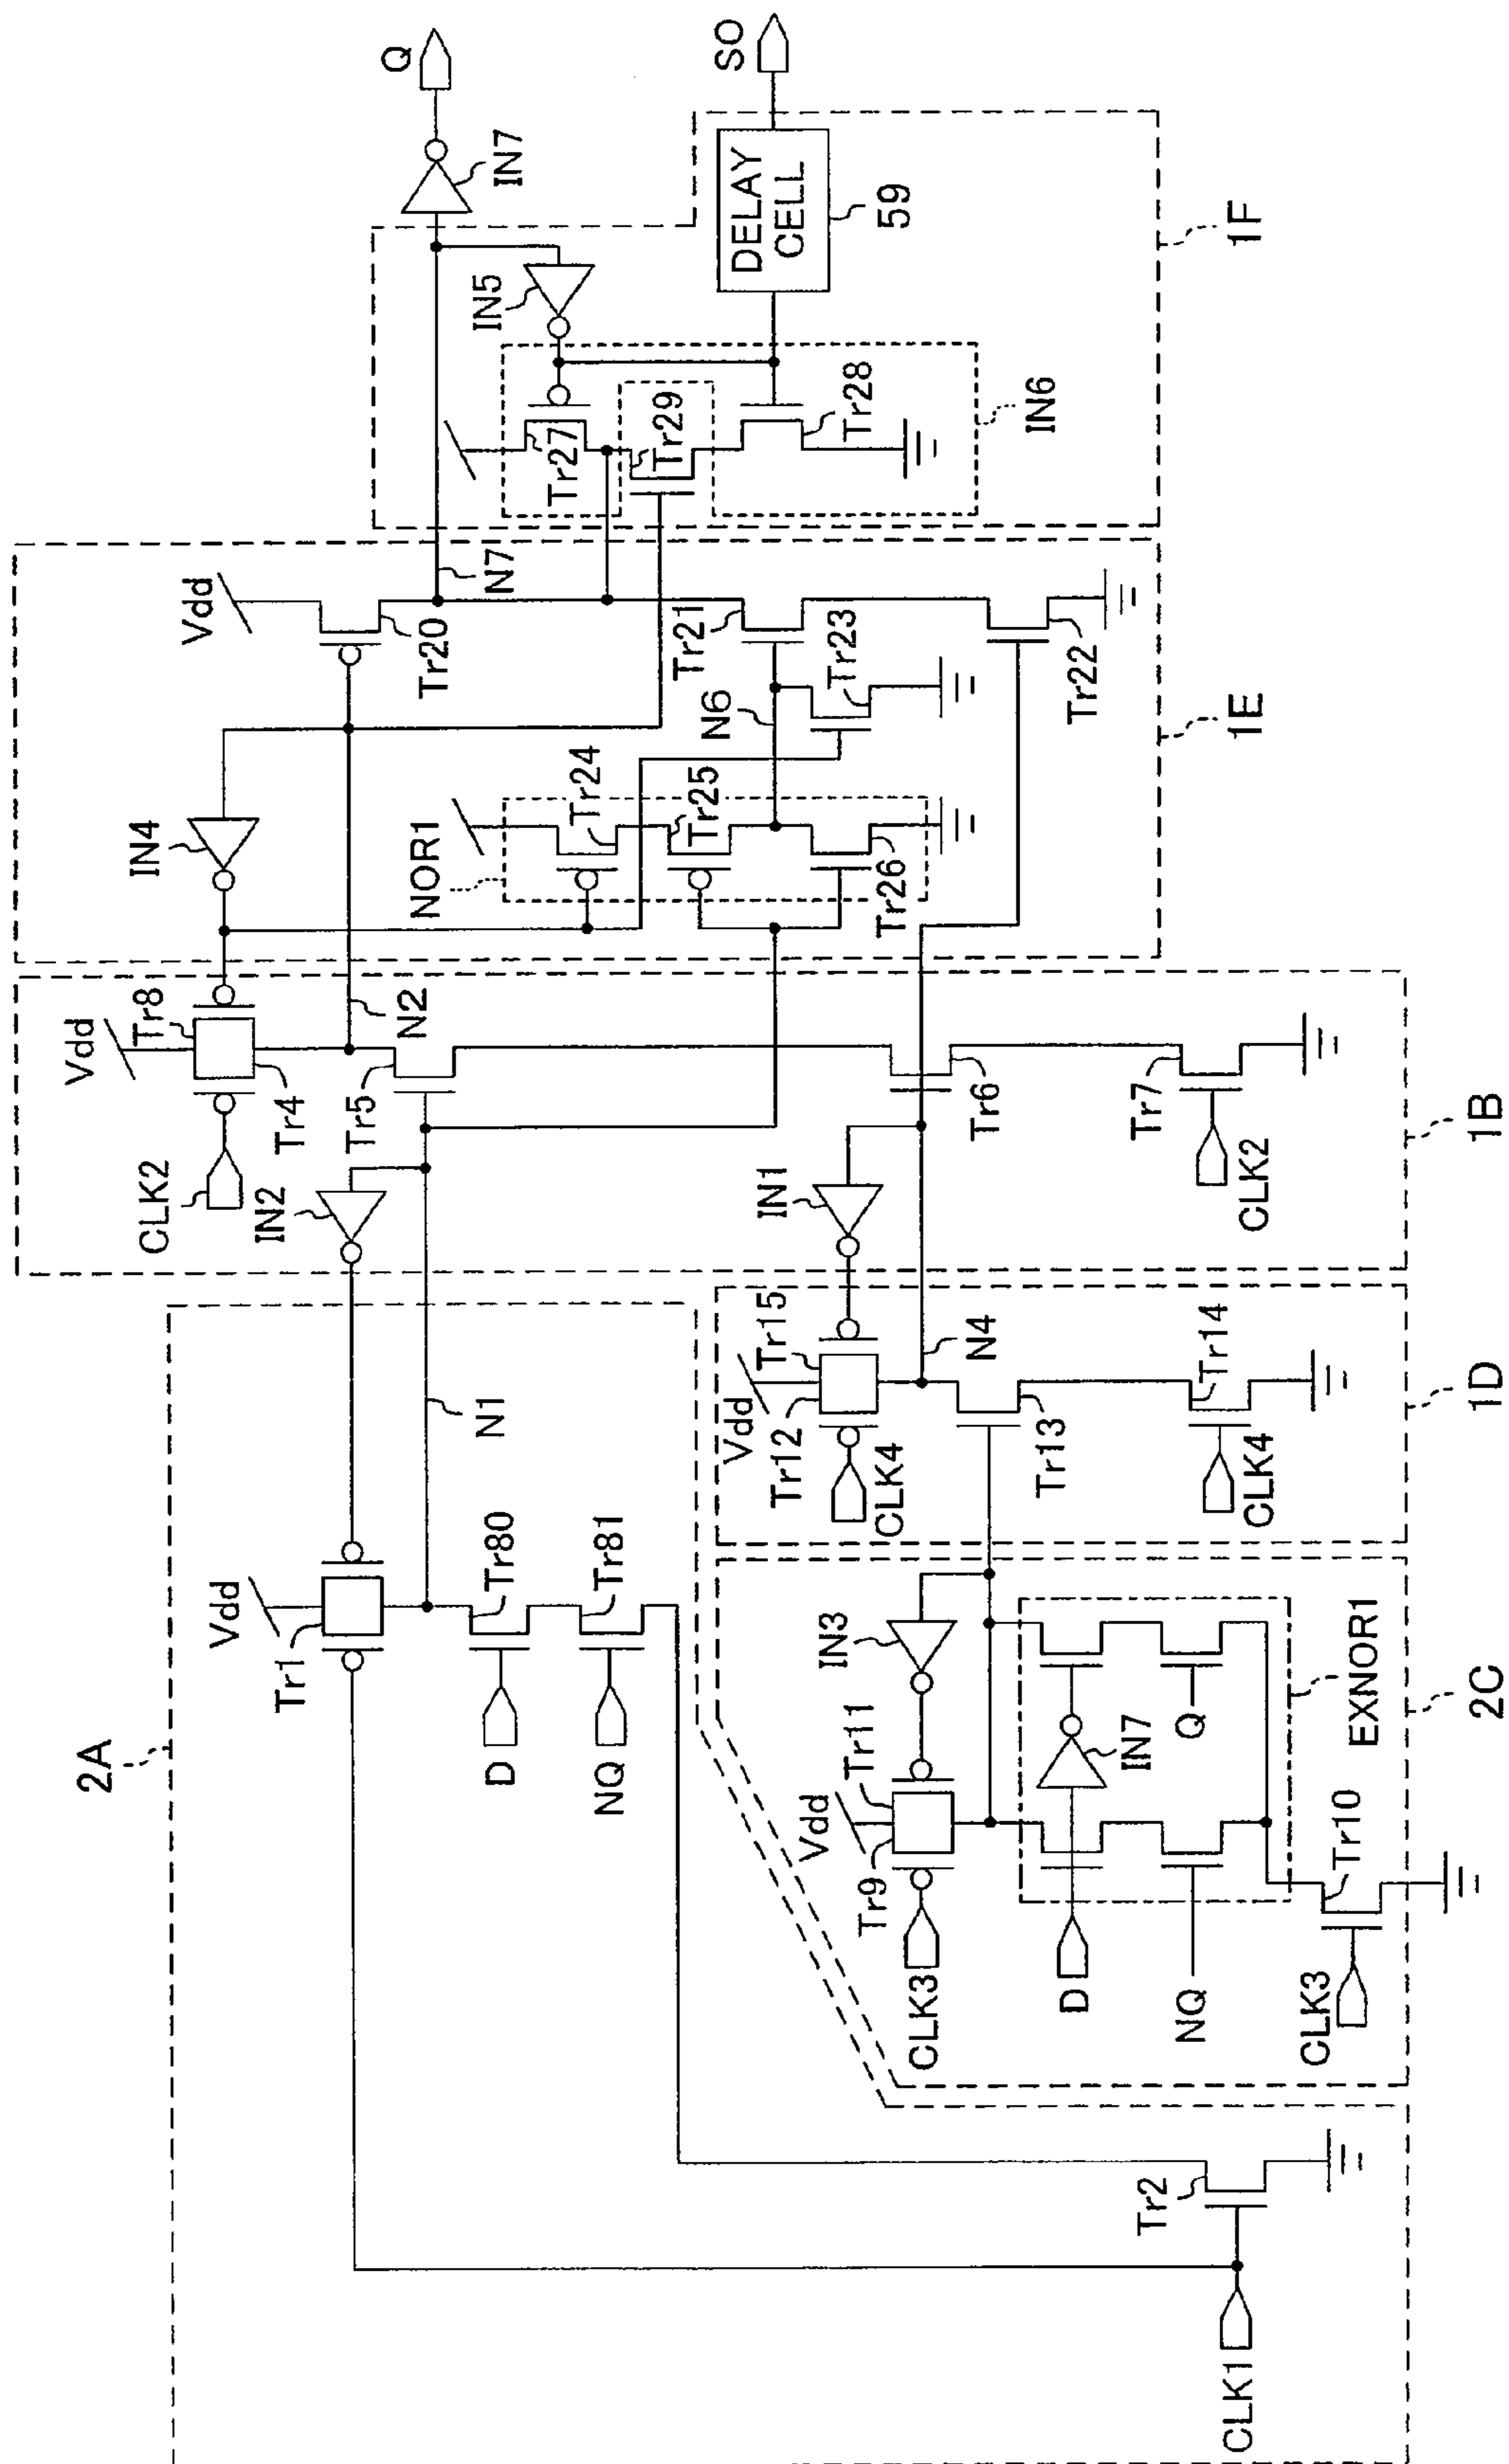 2A
Vdd
Tr1
D
NQ
Tr80
Tr81
N1
CLK1
Tr2
CLK2
IN2
Vdd
Tr8
Tr4
Tr5
N2
IN1
Tr6
Tr7
CLK2
1B
Vdd
Tr15
Tr12
CLK4
N4
Tr13
Tr14
CLK4
1D
IN3
Vdd
Tr11
Tr9
CLK3
D
IN7
Q
NQ
EXNOR1
Tr10
CLK3
2C
IN4
Vdd
Tr20
N7
NOR1
Tr24
Tr25
Tr26
N6
Tr21
Tr23
Tr22
1E
Q
IN7
IN5
Tr27
Tr29
Tr28
IN6
SO
DELAY
CELL
59
1F